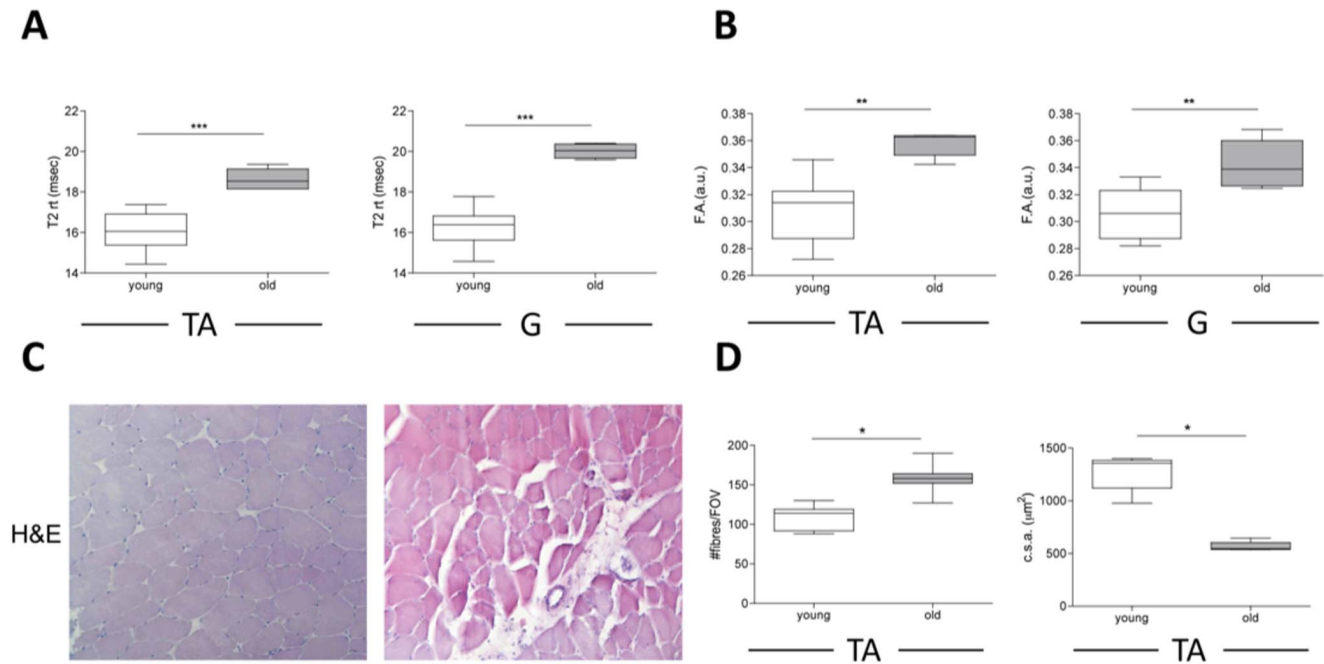 A
B
***
22
20
18
16
14
T2 rt (msec)
young
old
TA
***
22
20
18
16
14
T2 rt (msec)
young
old
G
**
0.38
0.36
0.34
0.32
0.30
0.28
0.26
F.A.(a.u.)
young
old
TA
**
0.38
0.36
0.34
0.32
0.30
0.28
0.26
F.A.(a.u.)
young
old
G
C
D
H&E
*
200
150
100
50
0
#fibres/FOV
young
old
TA
*
1500
1000
500
0
c.s.a. (µm²)
young
old
TA